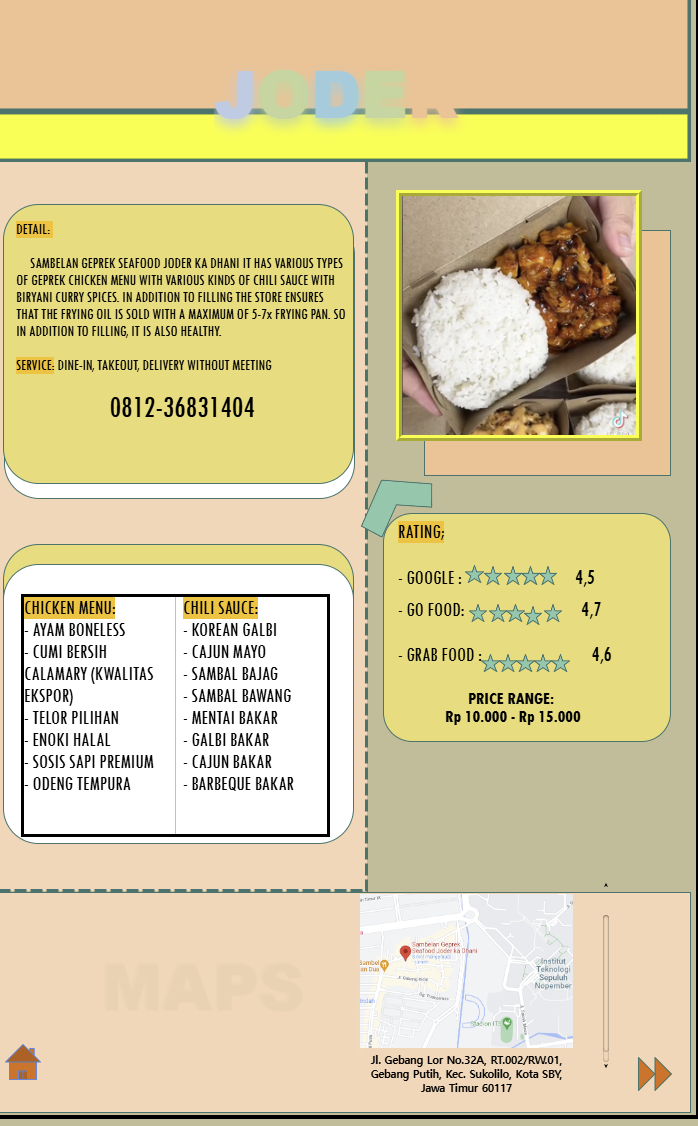 JODER
DETAIL:
SAMBELAN GEPREK SEAFOOD JODER KA DHANI IT HAS VARIOUS TYPES
OF GEPREK CHICKEN MENU WITH VARIOUS KINDS OF CHILI SAUCE WITH
BIRYANI CURRY SPICES. IN ADDITION TO FILLING THE STORE ENSURES
THAT THE FRYING OIL IS SOLD WITH A MAXIMUM OF 5-7x FRYING PAN. SO
IN ADDITION TO FILLING, IT IS ALSO HEALTHY.
SERVICE: DINE-IN, TAKEOUT, DELIVERY WITHOUT MEETING
0812-36831404
RATING;
- GOOGLE : 4,5
- GO FOOD: 4,7
- GRAB FOOD : 4,6
PRICE RANGE:
Rp 10.000 - Rp 15.000
CHICKEN MENU:
- AYAM BONELESS
- CUMI BERSIH
CALAMARY (KWALITAS
EKSPOR)
- TELOR PILIHAN
- ENOKI HALAL
- SOSIS SAPI PREMIUM
- ODENG TEMPURA
CHILI SAUCE:
- KOREAN GALBI
- CAJUN MAYO
- SAMBAL BAJAG
- SAMBAL BAWANG
- MENTAI BAKAR
- GALBI BAKAR
- CAJUN BAKAR
- BARBEQUE BAKAR
MAPS
Sambelan Geprek
Seafood Joder ka Dhani
Sambel
an Dua
Institut
Teknologi
Sepuluh
Nopember
Stadion ITS
Jl. Gebang Lor No.32A, RT.002/RW.01,
Gebang Putih, Kec. Sukolilo, Kota SBY,
Jawa Timur 60117